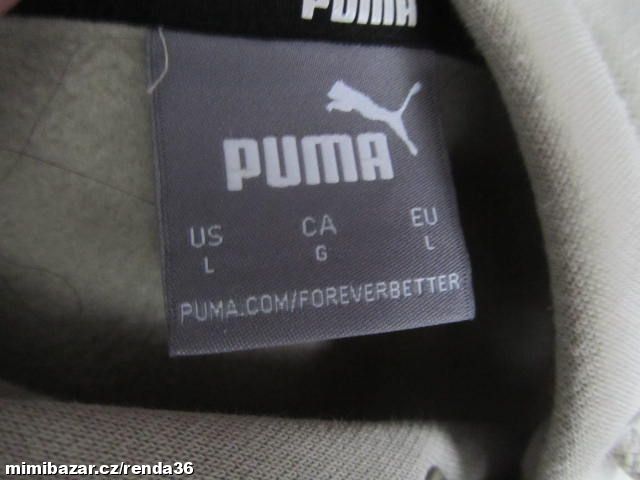 PUMA
PUMA
US CA EU
L G L
PUMA.COM/FOREVERBETTER
mimibazar.cz/renda36